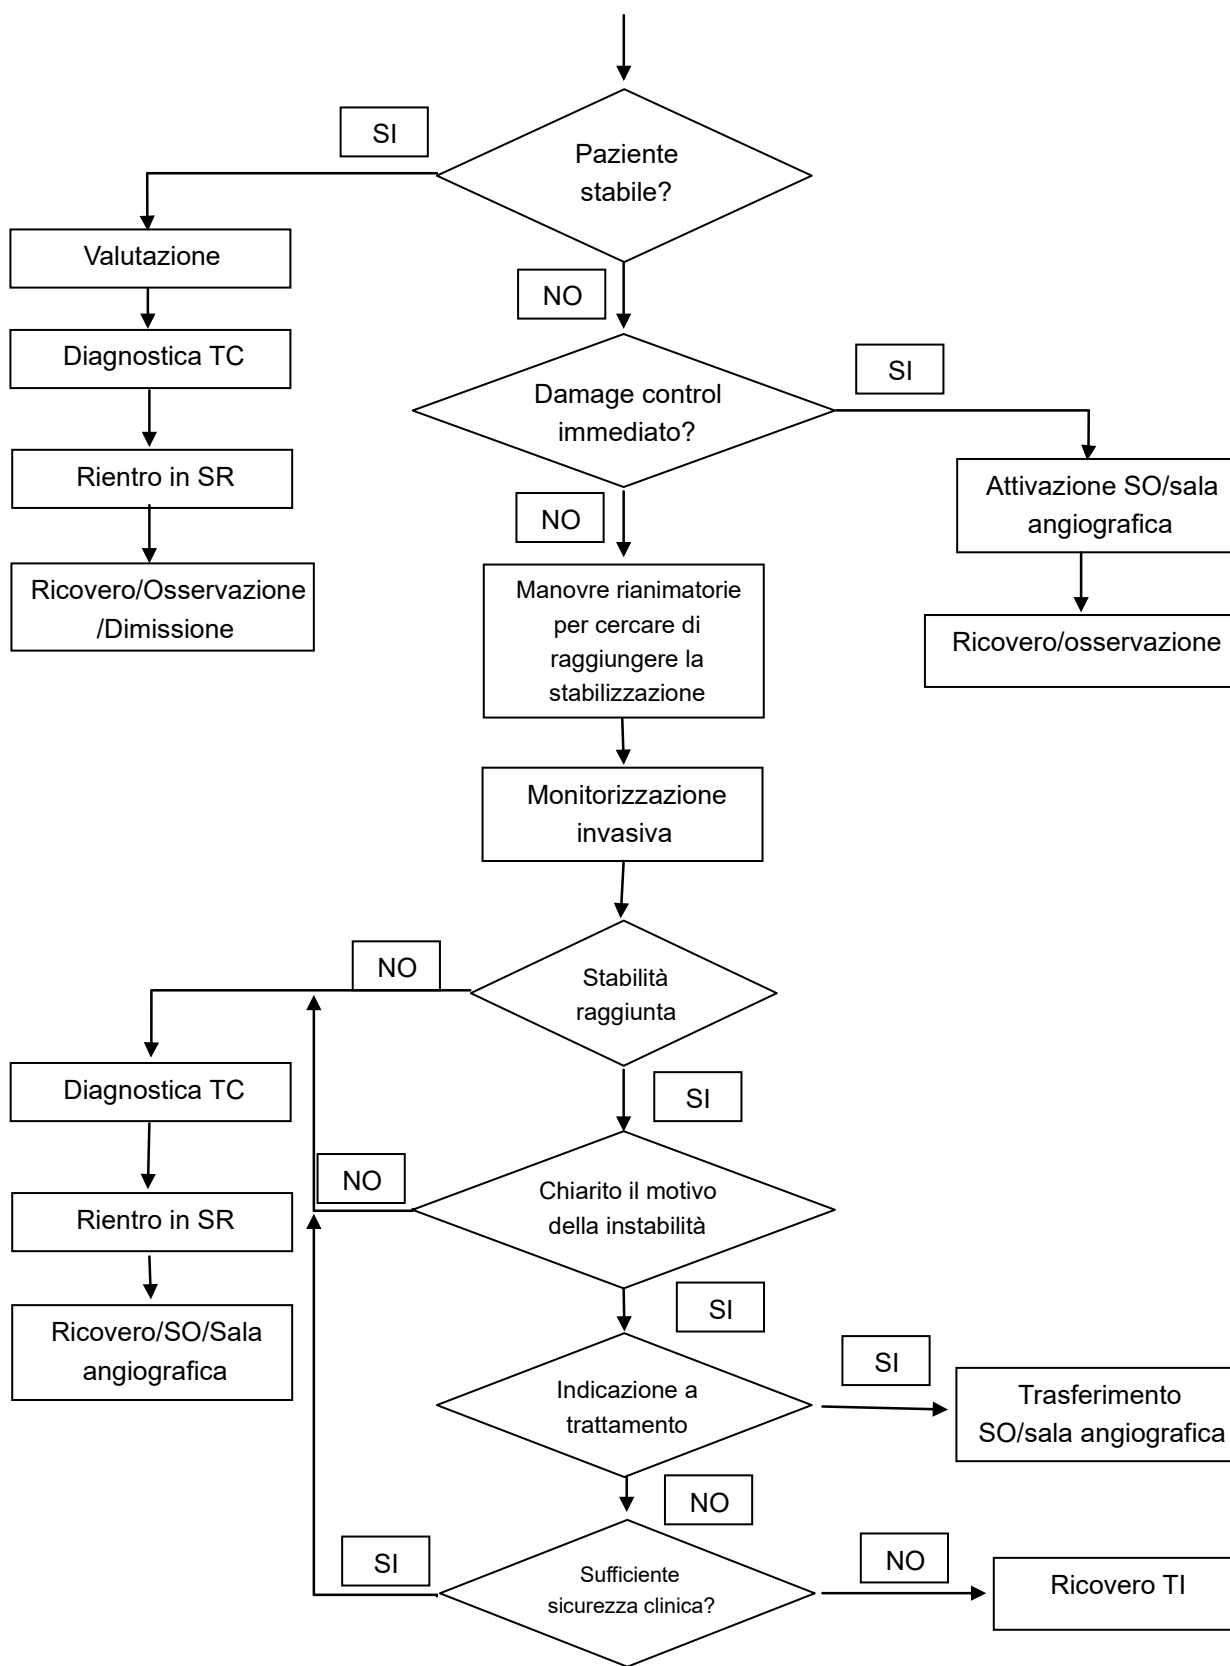 SI
Paziente
stabile?
Valutazione
NO
Diagnostica TC
SI
Damage control
immediato?
Rientro in SR
Attivazione SO/sala
angiografica
NO
Ricovero/Osservazione
/Dimissione
Manovre rianimatorie
per cercare di
raggiungere la
stabilizzazione
Ricovero/osservazione
Monitorizzazione
invasiva
NO
Stabilità
raggiunta
Diagnostica TC
SI
NO
Chiarito il motivo
della instabilità
Rientro in SR
SI
Ricovero/SO/Sala
angiografica
SI
Indicazione a
trattamento
Trasferimento
SO/sala angiografica
NO
SI
Sufficiente
sicurezza clinica?
NO
Ricovero TI